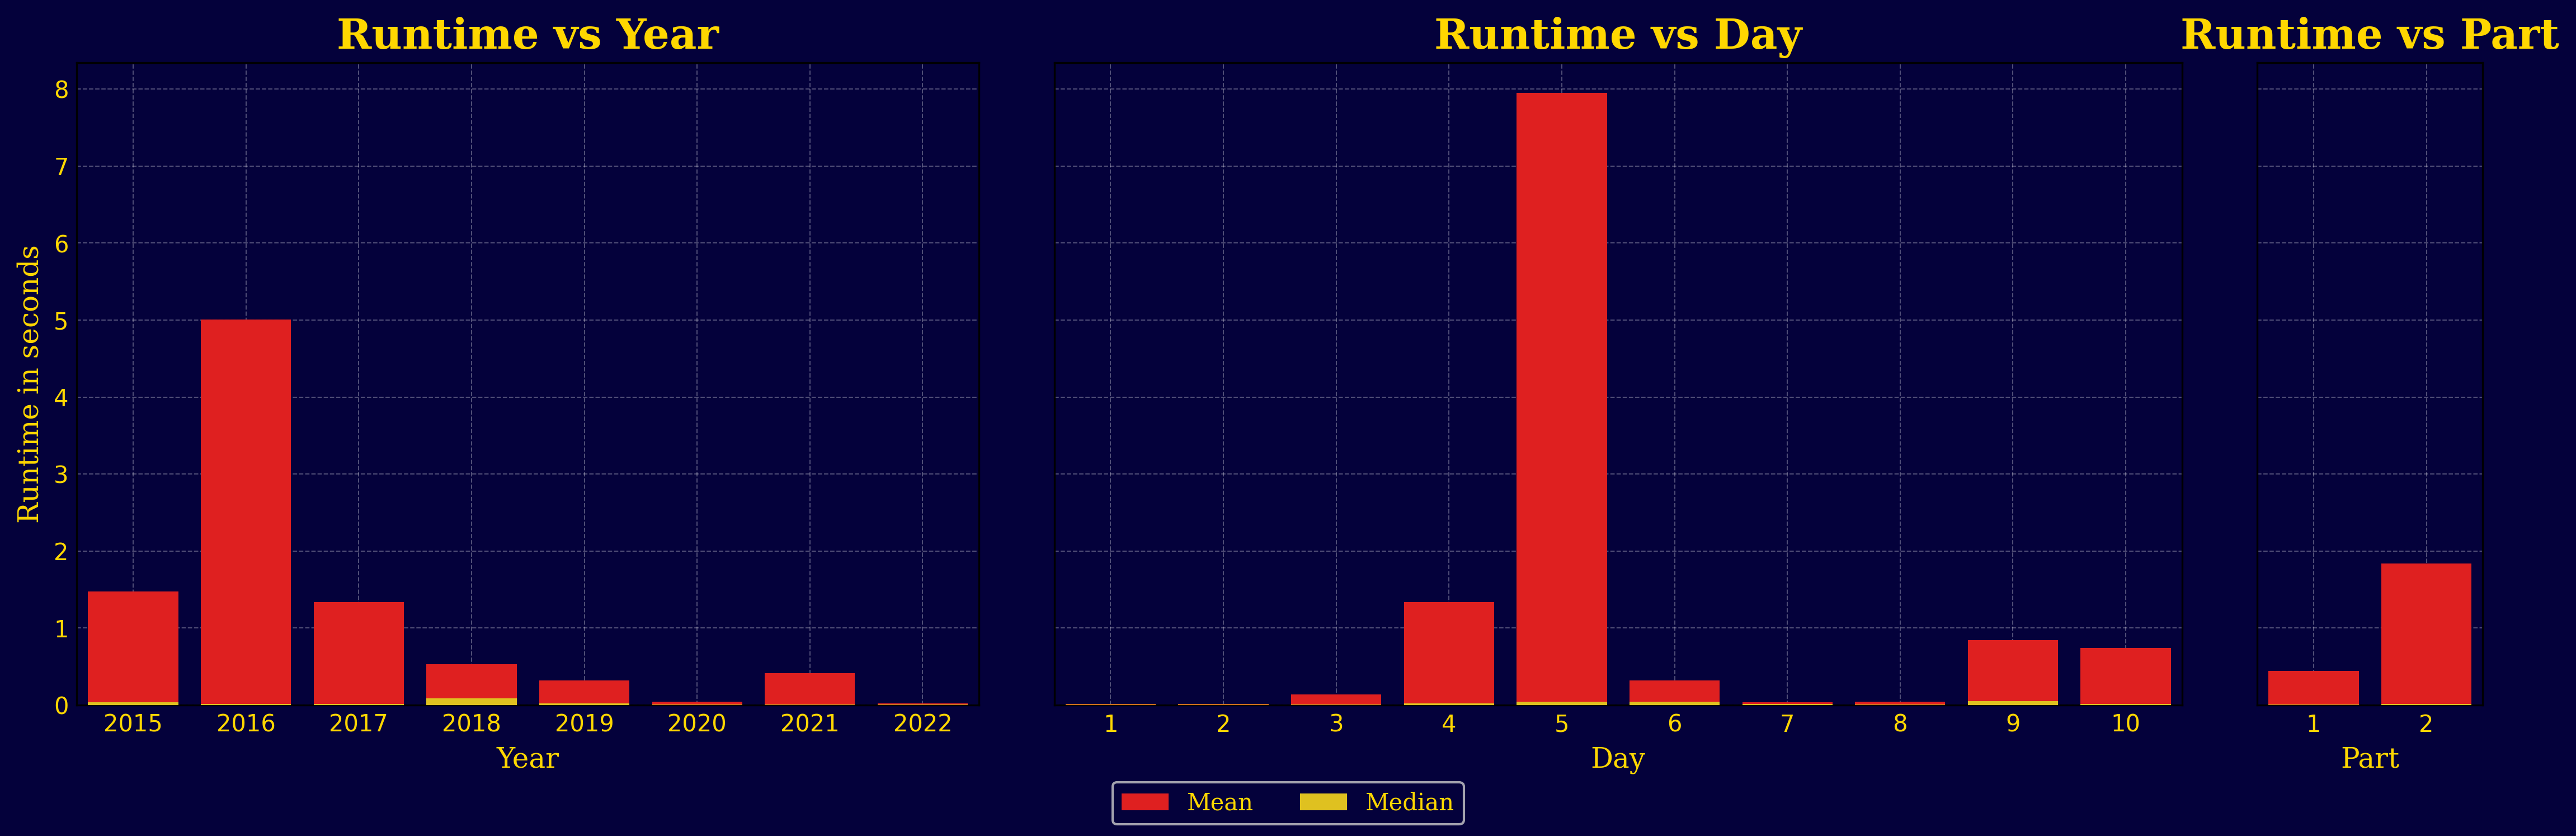 Runtime vs Year
Runtime vs Day
Runtime vs Part
Runtime in seconds
8
7
6
5
4
3
2
1
0
2015 2016 2017 2018 2019 2020 2021 2022
Year
1 2 3 4 5 6 7 8 9 10
Day
1 2
Part
Mean Median